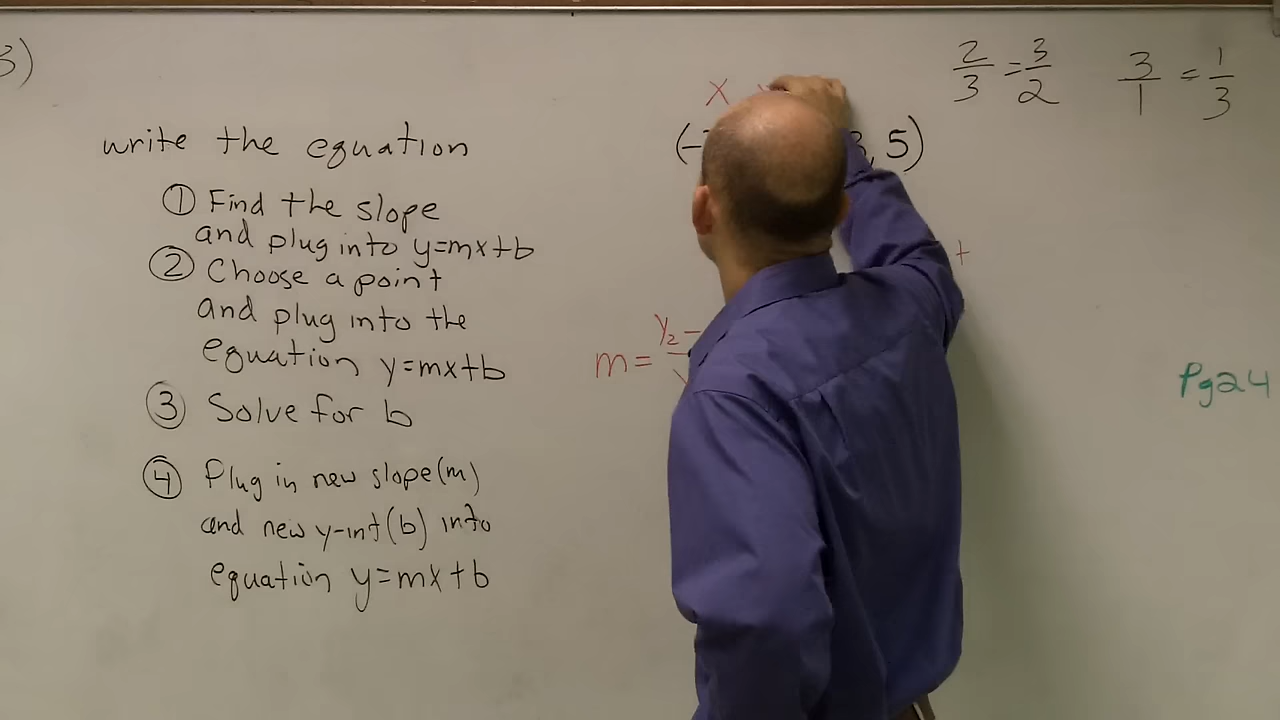 3)
write the equation
① Find the slope
and plug into y=mx+b
② Choose a point
and plug into the
equation y=mx+b
③ Solve for b
④ Plug in new slope(m)
and new y-int(b) into
equation y=mx+b
x
(- 3, 5)
+
m = y₂ -
2/3 = 3/2
3/1 = 1/3
Pg24